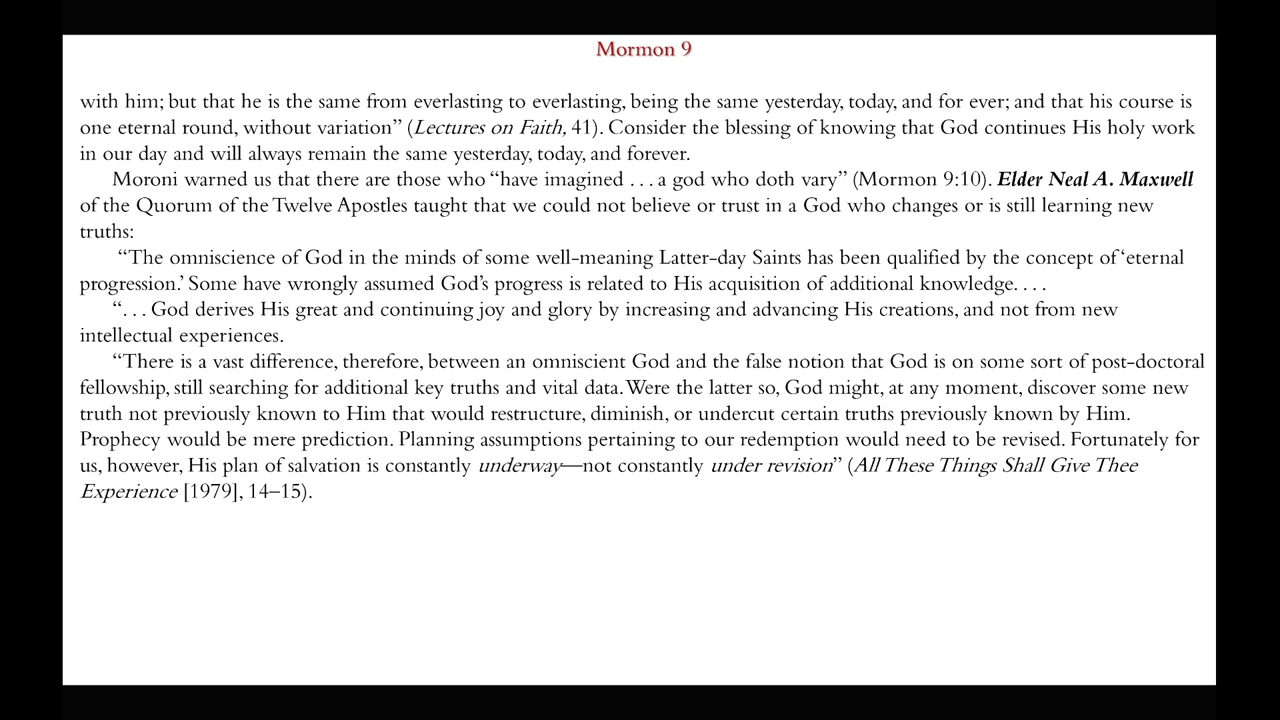 Mormon 9
with him; but that he is the same from everlasting to everlasting, being the same yesterday, today, and for ever; and that his course is
one eternal round, without variation” (Lectures on Faith, 41). Consider the blessing of knowing that God continues His holy work
in our day and will always remain the same yesterday, today, and forever.
Moroni warned us that there are those who “have imagined . . . a god who doth vary” (Mormon 9:10). Elder Neal A. Maxwell
of the Quorum of the Twelve Apostles taught that we could not believe or trust in a God who changes or is still learning new
truths:
“The omniscience of God in the minds of some well-meaning Latter-day Saints has been qualified by the concept of ‘eternal
progression.’ Some have wrongly assumed God’s progress is related to His acquisition of additional knowledge. . . .
“. . . God derives His great and continuing joy and glory by increasing and advancing His creations, and not from new
intellectual experiences.
“There is a vast difference, therefore, between an omniscient God and the false notion that God is on some sort of post-doctoral
fellowship, still searching for additional key truths and vital data. Were the latter so, God might, at any moment, discover some new
truth not previously known to Him that would restructure, diminish, or undercut certain truths previously known by Him.
Prophecy would be mere prediction. Planning assumptions pertaining to our redemption would need to be revised. Fortunately for
us, however, His plan of salvation is constantly underway—not constantly under revision” (All These Things Shall Give Thee
Experience [1979], 14–15).